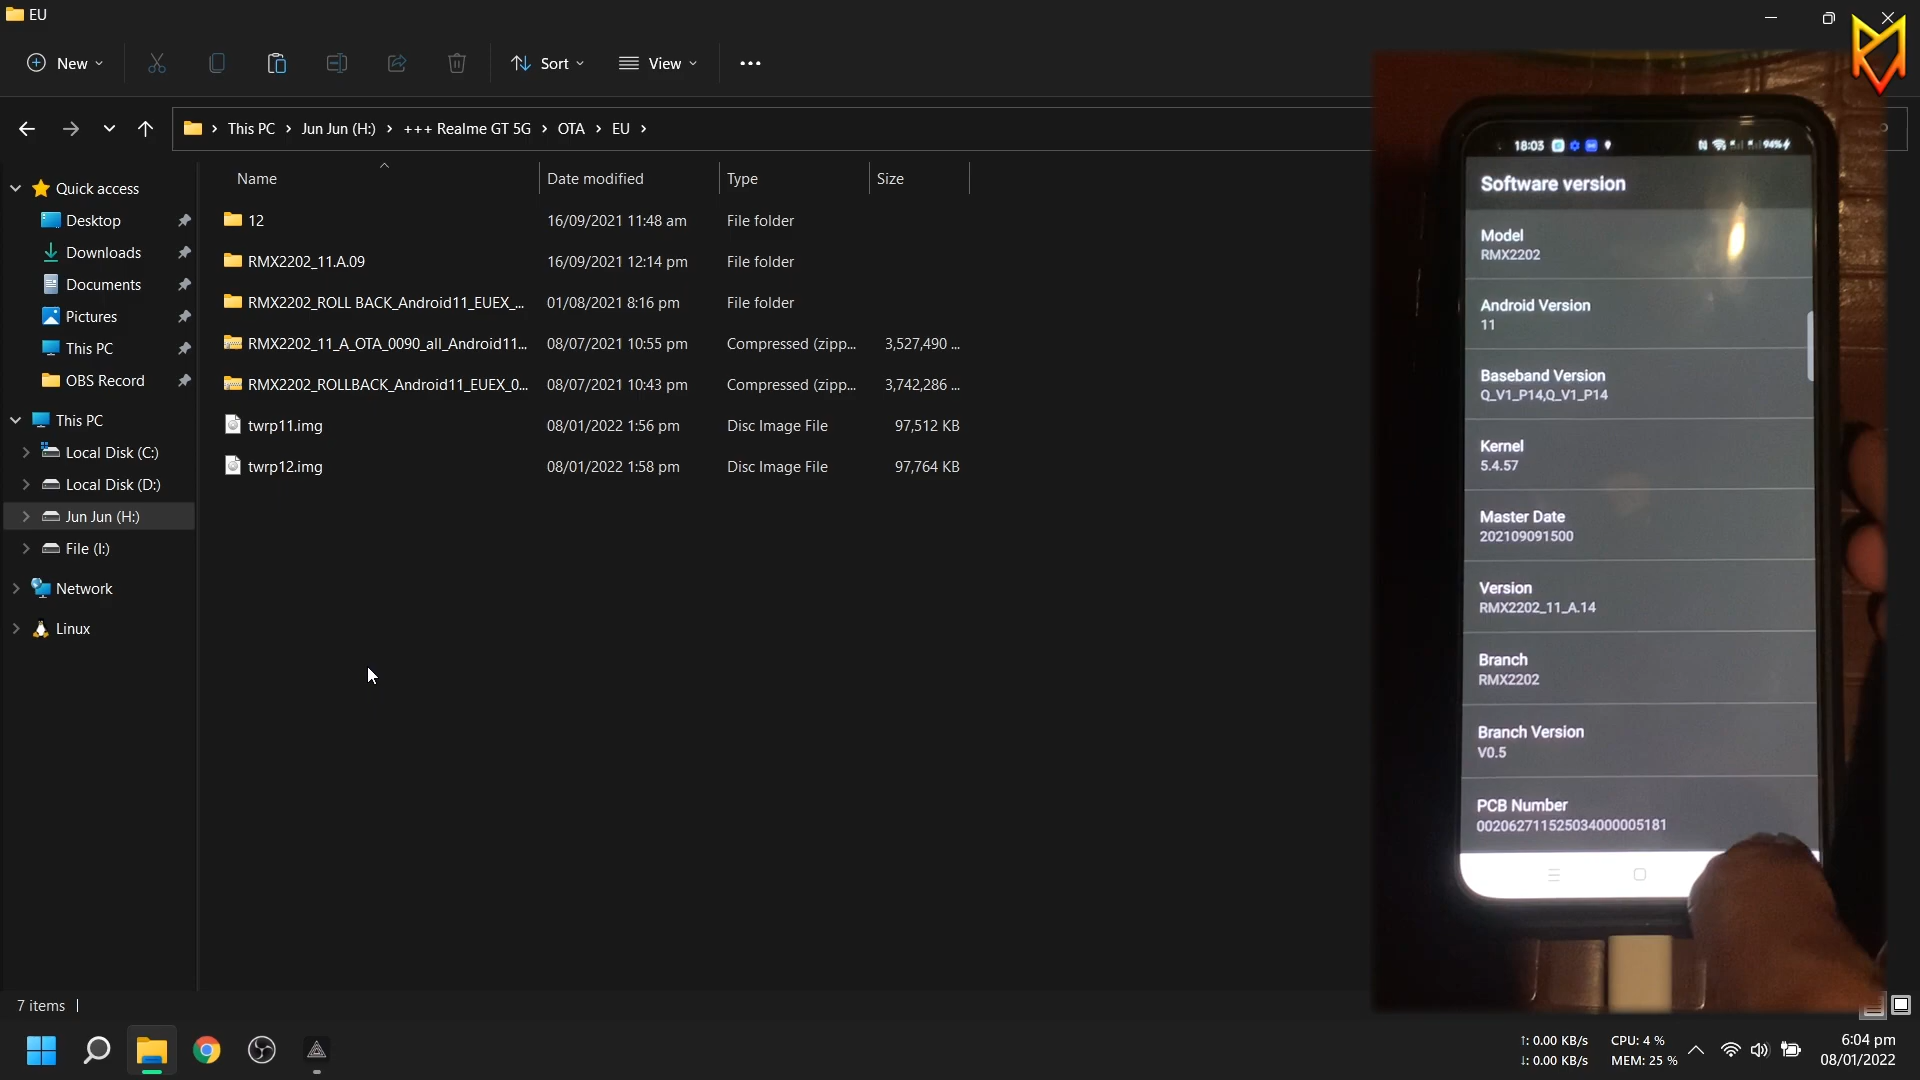 EU
New
Sort
View
This PC
Jun Jun (H:)
+++ Realme GT 5G
OTA
EU
Quick access
Desktop
Downloads
Documents
Pictures
This PC
OBS Record
This PC
Local Disk (C:)
Local Disk (D:)
Jun Jun (H:)
File (I:)
Network
Linux
Name Date modified Type Size
12 16/09/2021 11:48 am File folder
RMX2202_11.A.09 16/09/2021 12:14 pm File folder
RMX2202_ROLL BACK_Android11_EUEX_... 01/08/2021 8:16 pm File folder
RMX2202_11_A_OTA_0090_all_Android11... 08/07/2021 10:55 pm Compressed (zipp... 3,527,490 ...
RMX2202_ROLLBACK_Android11_EUEX_0... 08/07/2021 10:43 pm Compressed (zipp... 3,742,286 ...
twrp11.img 08/01/2022 1:56 pm Disc Image File 97,512 KB
twrp12.img 08/01/2022 1:58 pm Disc Image File 97,764 KB
18:03 94%
Software version
Model
RMX2202
Android Version
11
Baseband Version
Q_V1_P14,Q_V1_P14
Kernel
5.4.57
Master Date
202109091500
Version
RMX2202_11_A.14
Branch
RMX2202
Branch Version
V0.5
PCB Number
002062711525034000005181
7 items
↑: 0.00 KB/s CPU: 4 %
↓: 0.00 KB/s MEM: 25 %
6:04 pm
08/01/2022